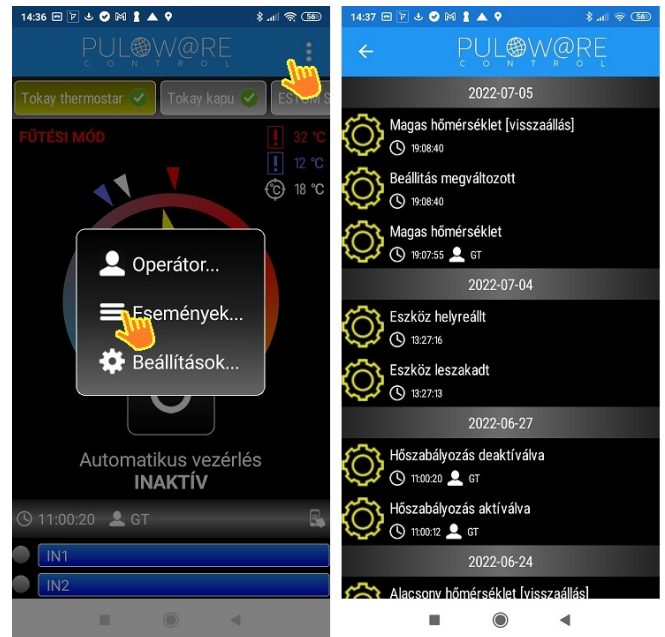 14:36
56
PULOW@RE
CONTROL
Tokay thermostar
Tokay kapu
ESTOM S
FŰTÉSI MÓD
32 °C
12 °C
°C 18 °C
Operátor...
Események...
Beállítások...
Automatikus vezérlés
INAKTÍV
11:00:20 GT
IN1
IN2
14:37
56
PULOW@RE
CONTROL
2022-07-05
Magas hőmérséklet [visszaállás]
19:08:40
Beállitás megváltozott
19:08:40
Magas hőmérséklet
19:07:55 GT
2022-07-04
Eszköz helyreállt
13:27:16
Eszköz leszakadt
13:27:13
2022-06-27
Hőszabályozás deaktíválva
11:00:20 GT
Hőszabályozás aktíválva
11:00:12 GT
2022-06-24
Alacsony hőmérséklet [visszaállás]